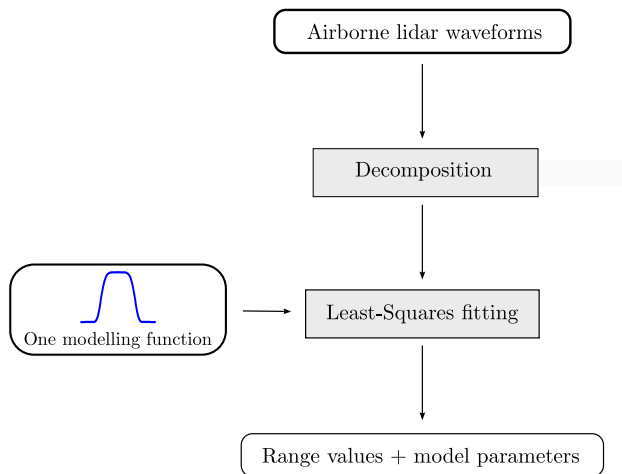 Airborne lidar waveforms
Decomposition
Least-Squares fitting
One modelling function
Range values + model parameters